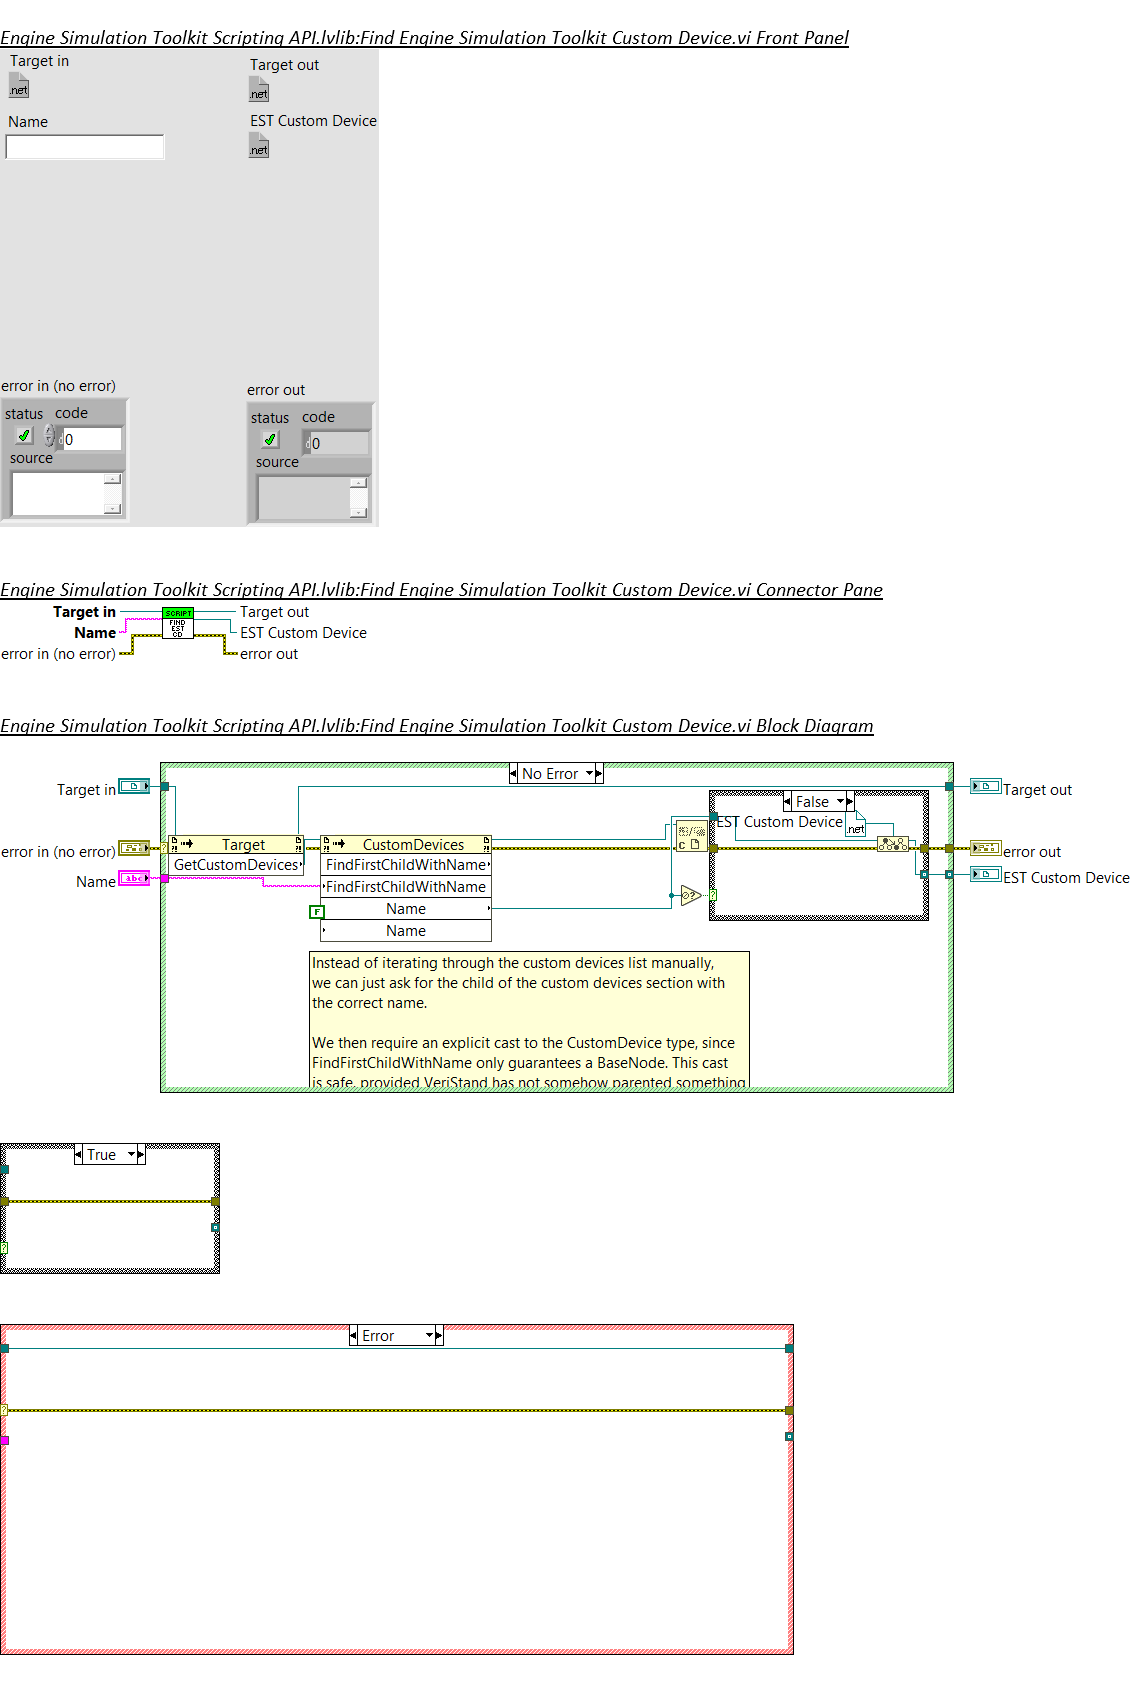 Engine Simulation Toolkit Scripting API.lvlib:Find Engine Simulation Toolkit Custom Device.vi Front Panel
Target in
Target out
.net
.net
Name
EST Custom Device
.net
error in (no error)
error out
status code
status code
d 0
d 0
source
source
Engine Simulation Toolkit Scripting API.lvlib:Find Engine Simulation Toolkit Custom Device.vi Connector Pane
Target in
SCRIPT
Target out
Name
FIND
EST
CD
EST Custom Device
error in (no error)
error out
Engine Simulation Toolkit Scripting API.lvlib:Find Engine Simulation Toolkit Custom Device.vi Block Diagram
No Error
Target in
Target out
False
EST Custom Device
.net
Target
CustomDevices
error in (no error)
error out
GetCustomDevices
FindFirstChildWithName
Name
abc
FindFirstChildWithName
EST Custom Device
F
Name
Name
C
?
?
Instead of iterating through the custom devices list manually,
we can just ask for the child of the custom devices section with
the correct name.
We then require an explicit cast to the CustomDevice type, since
FindFirstChildWithName only guarantees a BaseNode. This cast
is safe, provided VeriStand has not somehow parented something
True
?
Error
?